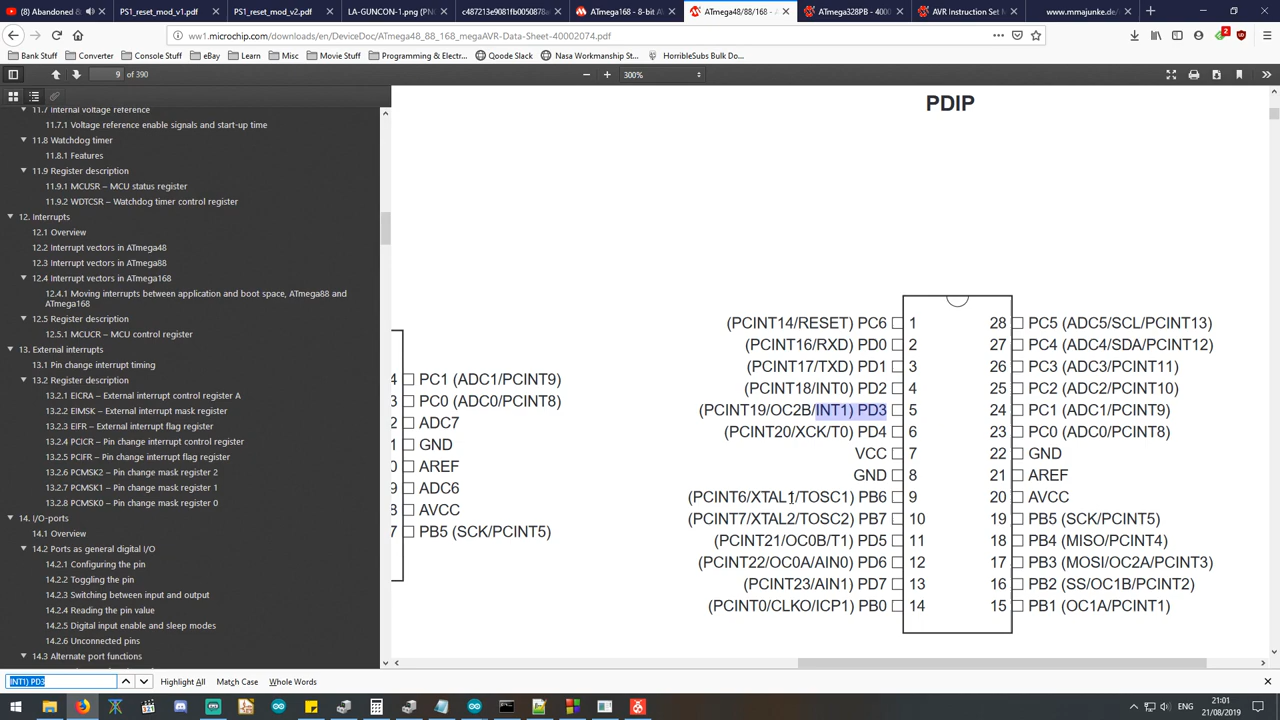 Abandoned &
PS1_reset_mod_v1.pdf
PS1_reset_mod_v2.pdf
LA-GUNCON-1.png (PN
c487213e9081fb0050878a
ATmega168 - 8-bit AV
ATmega48/88/168 -
ATmega328PB - 400
AVR Instruction Set M
www.mmajunke.de/
ww1.microchip.com/downloads/en/DeviceDoc/ATmega48_88_168_megaAVR-Data-Sheet-40002074.pdf
2
Bank Stuff
Converter
Console Stuff
eBay
Learn
Misc
Movie Stuff
Programming & Electr...
Qoode Slack
Nasa Workmanship St...
HorribleSubs Bulk Do...
9 of 390
300%
11.7 Internal voltage reference
11.7.1 Voltage reference enable signals and start-up time
11.8 Watchdog timer
11.8.1 Features
11.9 Register description
11.9.1 MCUSR – MCU status register
11.9.2 WDTCSR – Watchdog timer control register
12. Interrupts
12.1 Overview
12.2 Interrupt vectors in ATmega48
12.3 Interrupt vectors in ATmega88
12.4 Interrupt vectors in ATmega168
12.4.1 Moving interrupts between application and boot space, ATmega88 and
ATmega168
12.5 Register description
12.5.1 MCUCR – MCU control register
13. External interrupts
13.1 Pin change interrupt timing
13.2 Register description
13.2.1 EICRA – External interrupt control register A
13.2.2 EIMSK – External interrupt mask register
13.2.3 EIFR – External interrupt flag register
13.2.4 PCICR – Pin change interrupt control register
13.2.5 PCIFR – Pin change interrupt flag register
13.2.6 PCMSK2 – Pin change mask register 2
13.2.7 PCMSK1 – Pin change mask register 1
13.2.8 PCMSK0 – Pin change mask register 0
14. I/O-ports
14.1 Overview
14.2 Ports as general digital I/O
14.2.1 Configuring the pin
14.2.2 Toggling the pin
14.2.3 Switching between input and output
14.2.4 Reading the pin value
14.2.5 Digital input enable and sleep modes
14.2.6 Unconnected pins
14.3 Alternate port functions
PDIP
4 PC1 (ADC1/PCINT9)
3 PC0 (ADC0/PCINT8)
2 ADC7
1 GND
0 AREF
9 ADC6
8 AVCC
7 PB5 (SCK/PCINT5)
(PCINT14/RESET) PC6 1 28 PC5 (ADC5/SCL/PCINT13)
(PCINT16/RXD) PD0 2 27 PC4 (ADC4/SDA/PCINT12)
(PCINT17/TXD) PD1 3 26 PC3 (ADC3/PCINT11)
(PCINT18/INT0) PD2 4 25 PC2 (ADC2/PCINT10)
(PCINT19/OC2B/INT1) PD3 5 24 PC1 (ADC1/PCINT9)
(PCINT20/XCK/T0) PD4 6 23 PC0 (ADC0/PCINT8)
VCC 7 22 GND
GND 8 21 AREF
(PCINT6/XTAL1/TOSC1) PB6 9 20 AVCC
(PCINT7/XTAL2/TOSC2) PB7 10 19 PB5 (SCK/PCINT5)
(PCINT21/OC0B/T1) PD5 11 18 PB4 (MISO/PCINT4)
(PCINT22/OC0A/AIN0) PD6 12 17 PB3 (MOSI/OC2A/PCINT3)
(PCINT23/AIN1) PD7 13 16 PB2 (SS/OC1B/PCINT2)
(PCINT0/CLKO/ICP1) PB0 14 15 PB1 (OC1A/PCINT1)
INT1) PD3
Highlight All
Match Case
Whole Words
ENG
21:01
21/08/2019